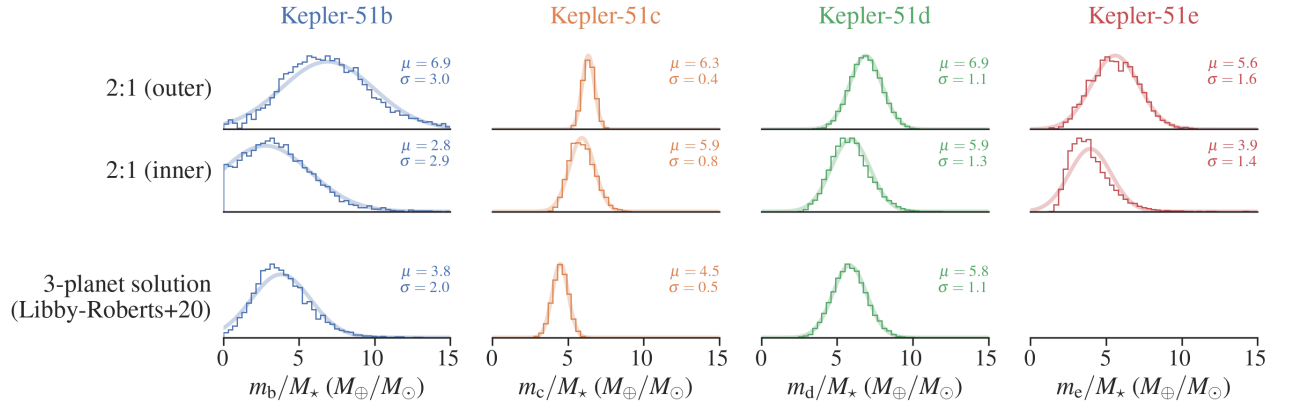 Kepler-51b Kepler-51c Kepler-51d Kepler-51e
2:1 (outer)
μ = 6.9
σ = 3.0
μ = 6.3
σ = 0.4
μ = 6.9
σ = 1.1
μ = 5.6
σ = 1.6
2:1 (inner)
μ = 2.8
σ = 2.9
μ = 5.9
σ = 0.8
μ = 5.9
σ = 1.3
μ = 3.9
σ = 1.4
3-planet solution
(Libby-Roberts+20)
μ = 3.8
σ = 2.0
μ = 4.5
σ = 0.5
μ = 5.8
σ = 1.1
0 5 10 15 0 5 10 15 0 5 10 15 0 5 10 15
m_b/M_⋆ (M_⊕/M_⊙) m_c/M_⋆ (M_⊕/M_⊙) m_d/M_⋆ (M_⊕/M_⊙) m_e/M_⋆ (M_⊕/M_⊙)